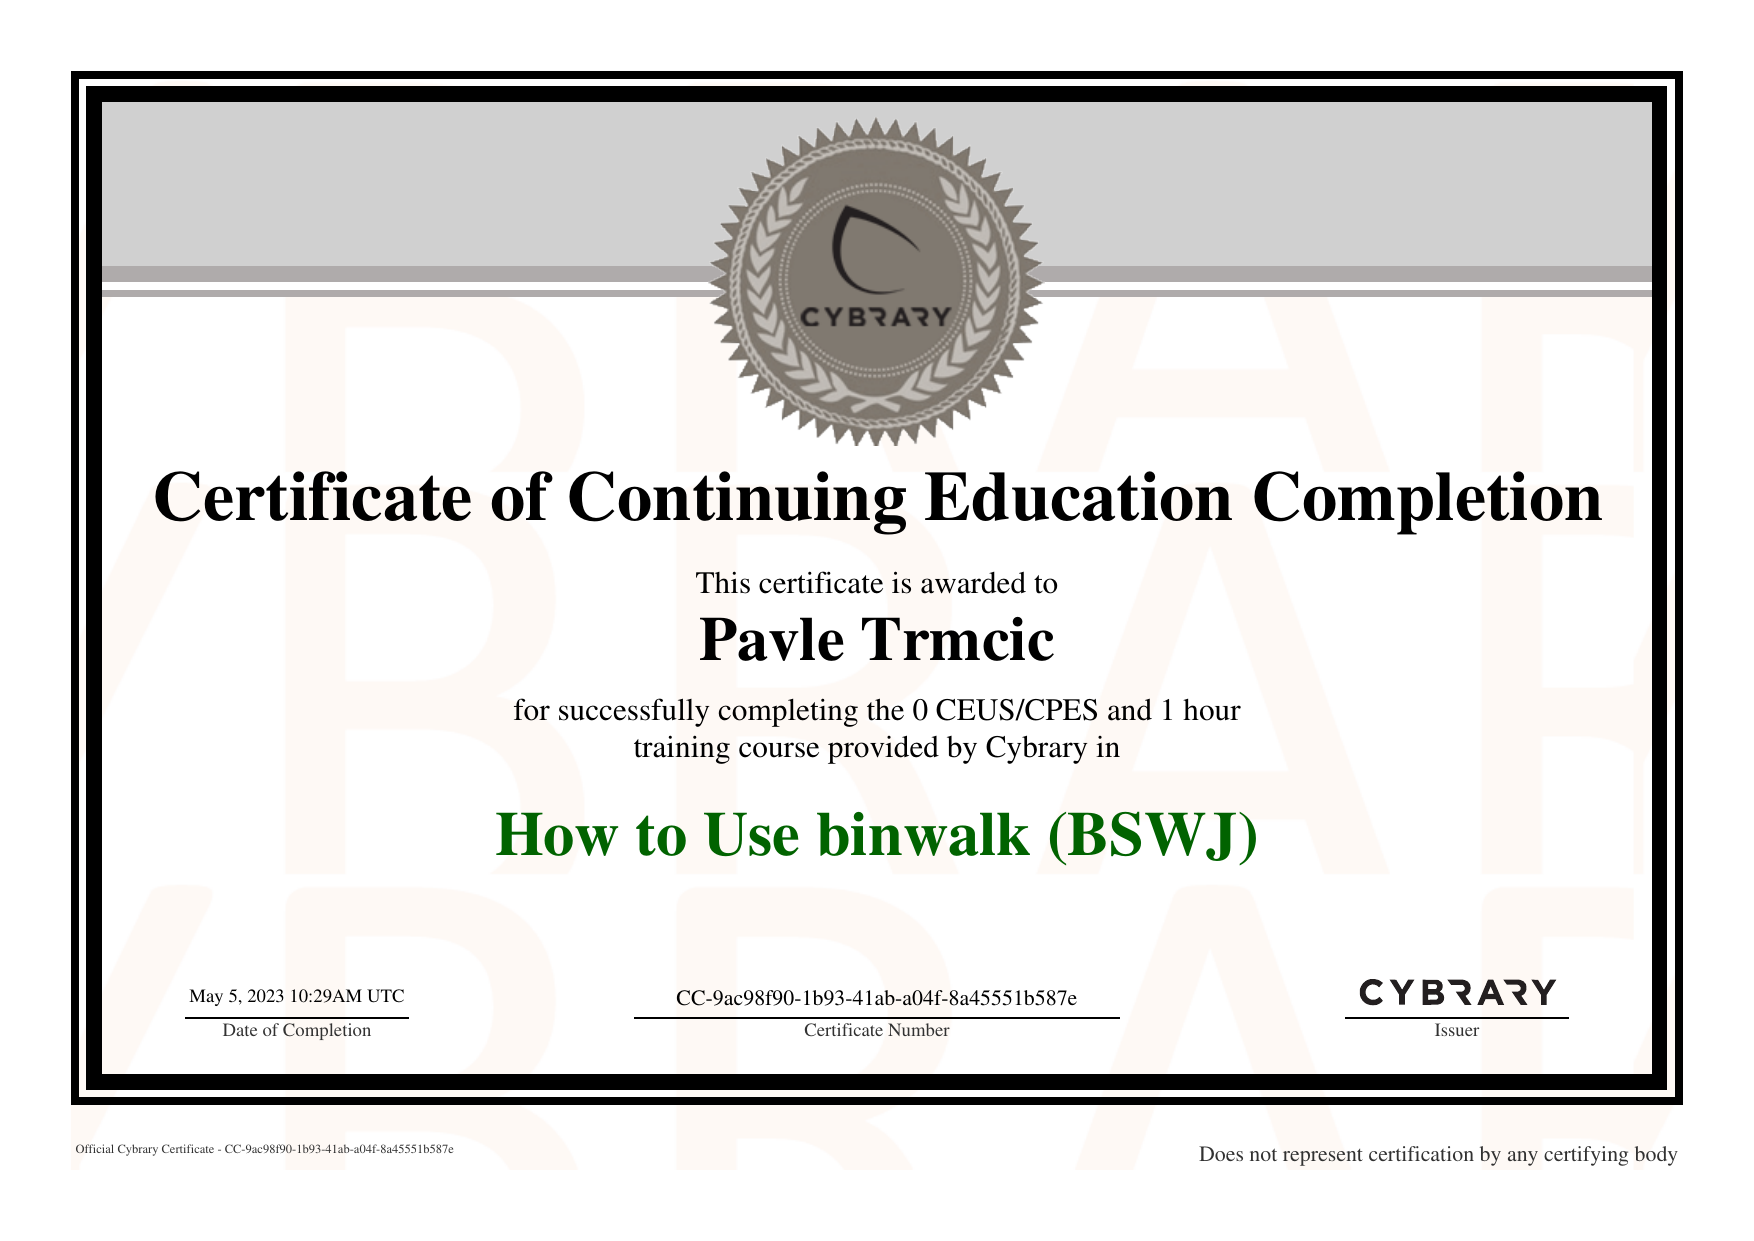 CYBRARY
Certificate of Continuing Education Completion
This certificate is awarded to
Pavle Trmcic
for successfully completing the 0 CEUS/CPES and 1 hour
training course provided by Cybrary in
How to Use binwalk (BSWJ)
May 5, 2023 10:29AM UTC
Date of Completion
CC-9ac98f90-1b93-41ab-a04f-8a45551b587e
Certificate Number
CYBRARY
Issuer
Official Cybrary Certificate - CC-9ac98f90-1b93-41ab-a04f-8a45551b587e
Does not represent certification by any certifying body